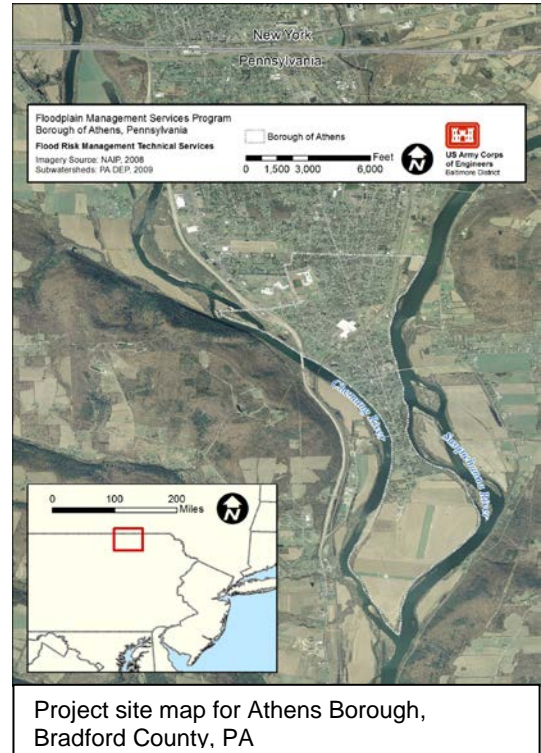 New York
Pennsylvania
Floodplain Management Services Program
Borough of Athens, Pennsylvania
Flood Risk Management Technical Services
Imagery Source: NAIP, 2008
Subwatersheds: PA DEP, 2009
Borough of Athens
Feet
0 1,500 3,000 6,000
N
US Army Corps
of Engineers
Baltimore District
Chemung River
Susquehanna River
0 100 200
Miles
N
Project site map for Athens Borough,
Bradford County, PA